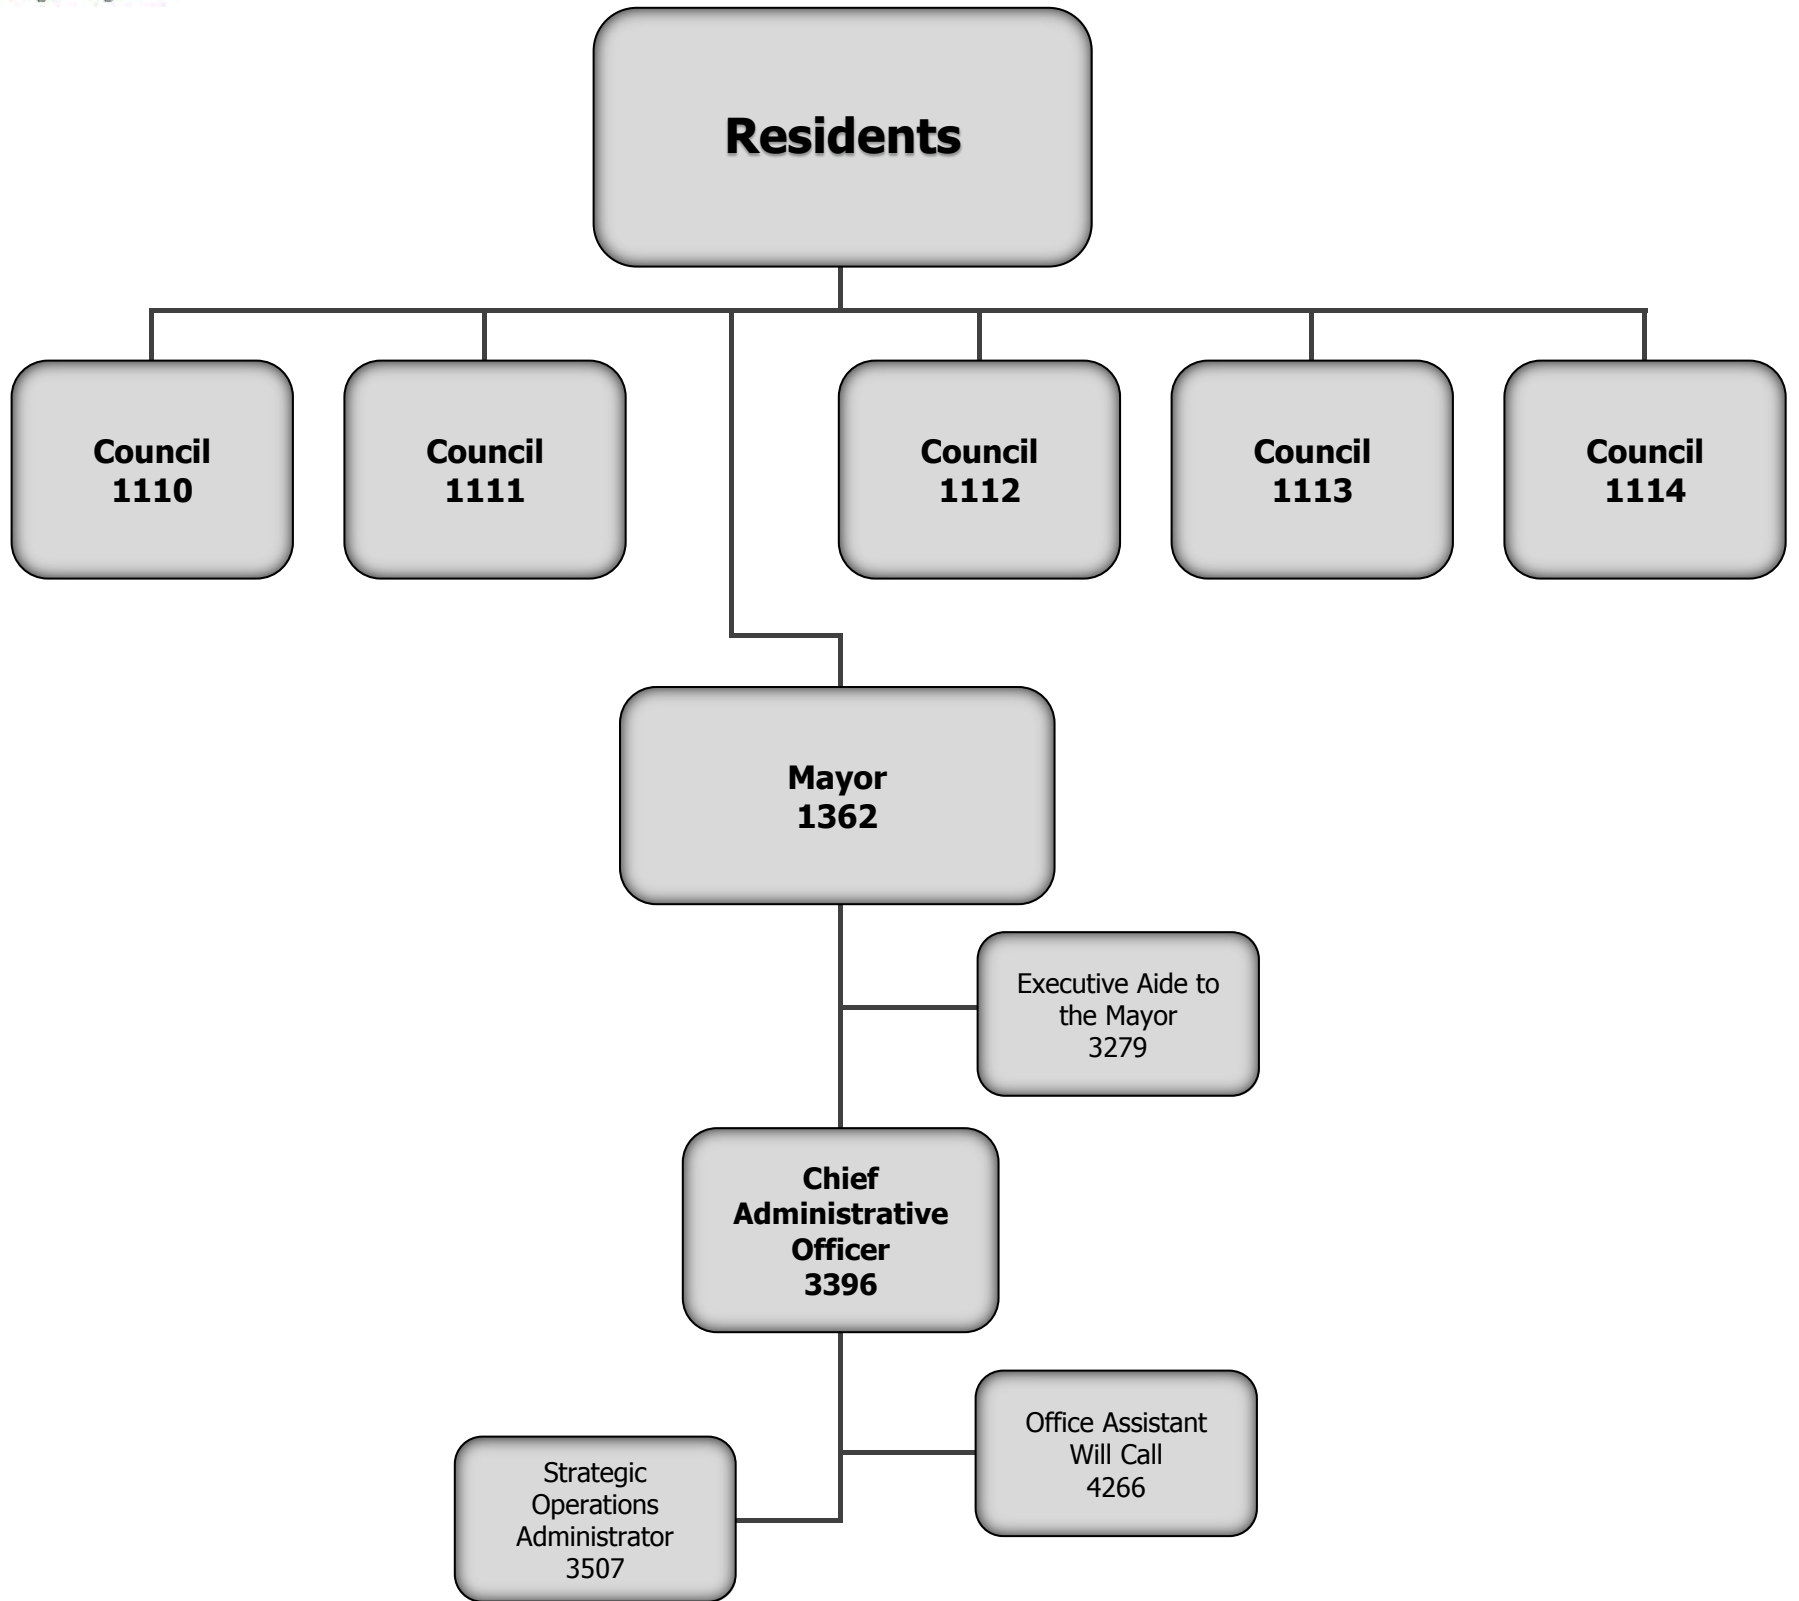 Residents
Council
1110
Council
1111
Council
1112
Council
1113
Council
1114
Mayor
1362
Executive Aide to
the Mayor
3279
Chief
Administrative
Officer
3396
Office Assistant
Will Call
4266
Strategic
Operations
Administrator
3507